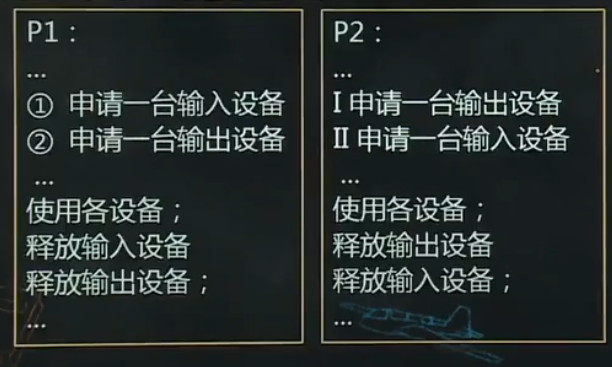 P1：
...
① 申请一台输入设备
② 申请一台输出设备
...
使用各设备；
释放输入设备
释放输出设备；
...
P2：
...
I 申请一台输出设备
II 申请一台输入设备
...
使用各设备；
释放输出设备
释放输入设备；
...